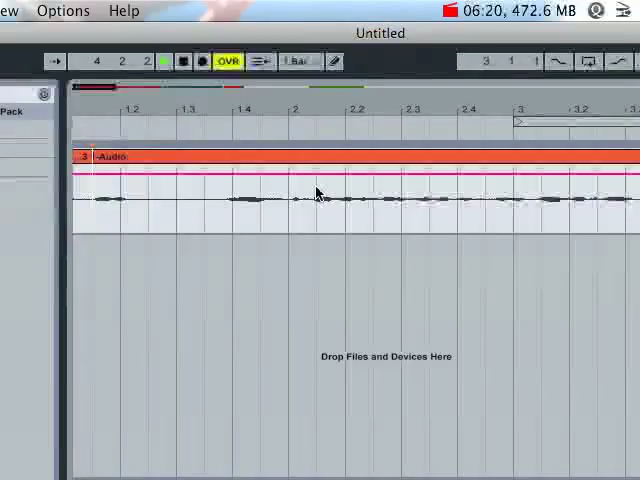 ew Options Help 06:20, 472.6 MB
Untitled
4 2 2 OVR 1 Bar 3 1 1
Pack
1.2 1.3 1.4 2 2.2 2.3 2.4 3 3.2 3.
3 -Audio
Drop Files and Devices Here